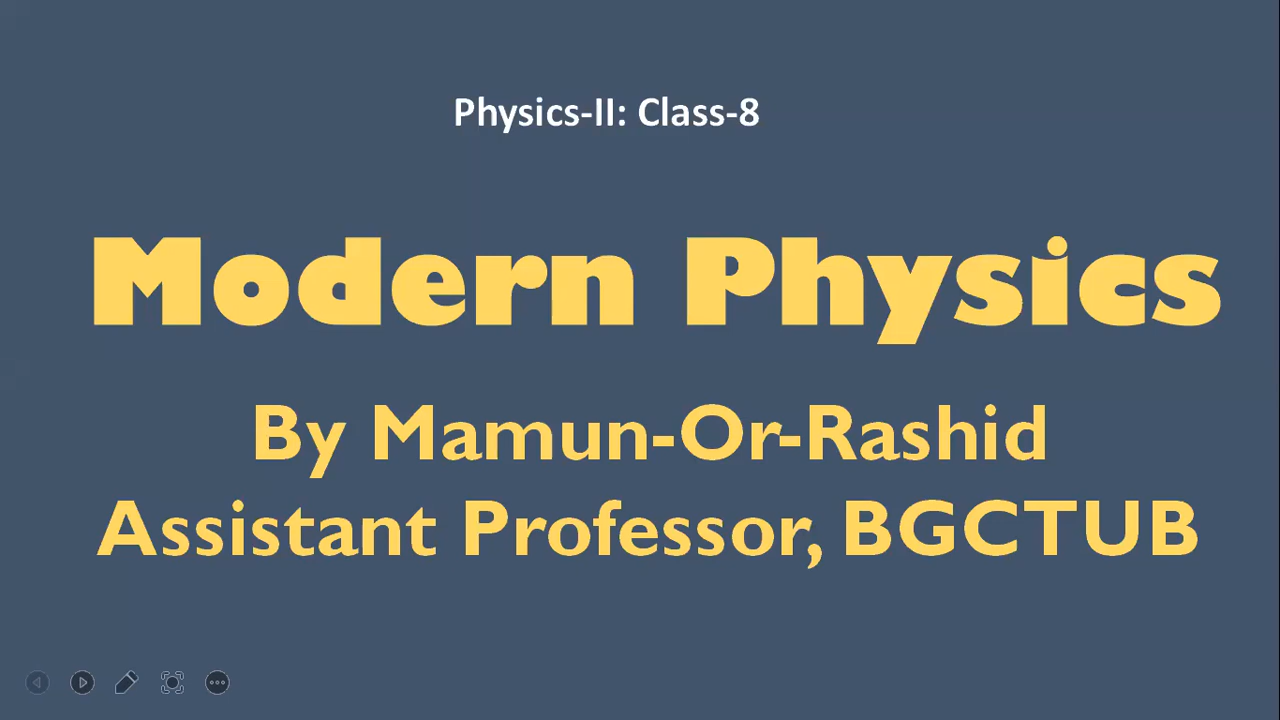 Physics-II: Class-8
Modern Physics
By Mamun-Or-Rashid
Assistant Professor, BGCTUB